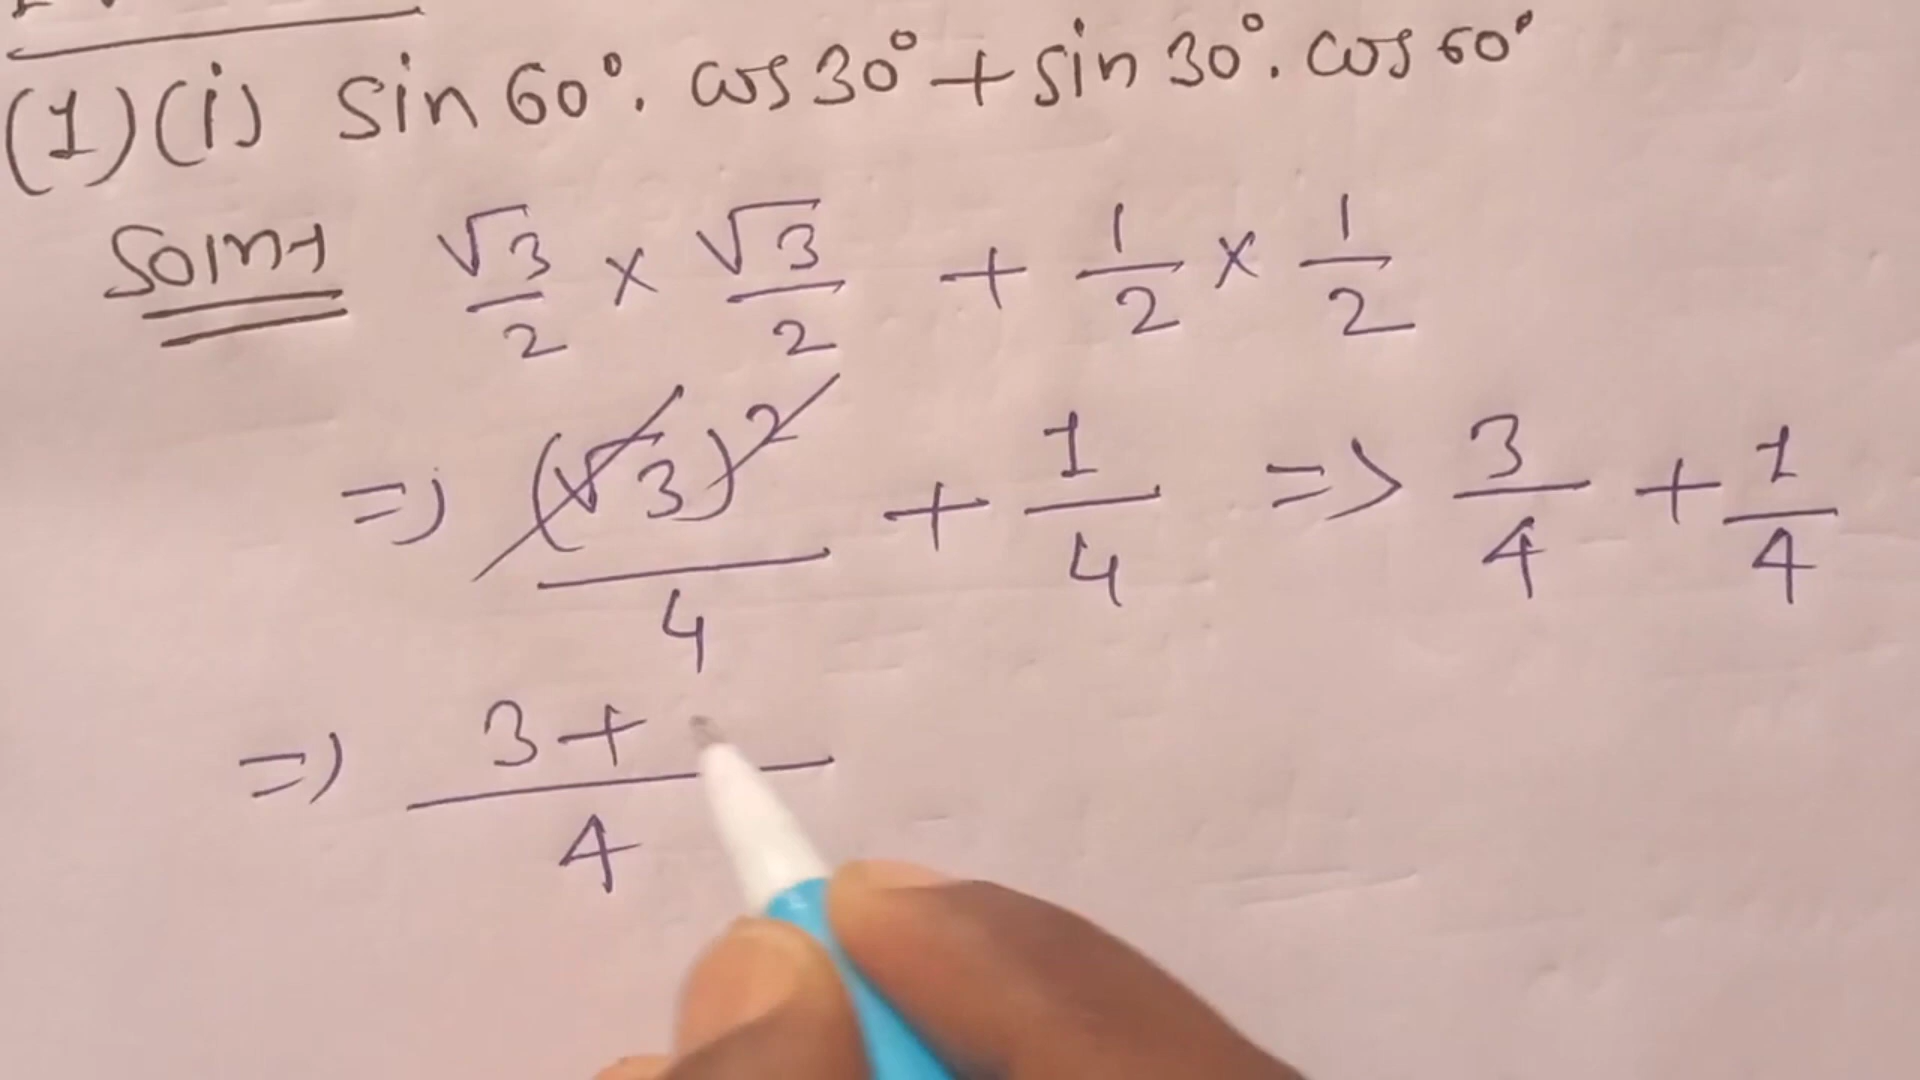 (1)(i) sin 60°. cos 30° + sin 30°. cos 60°
Soln √3/2 × √3/2 + 1/2 × 1/2
=) (√3)²/4 + 1/4 => 3/4 + 1/4
=) 3+/4